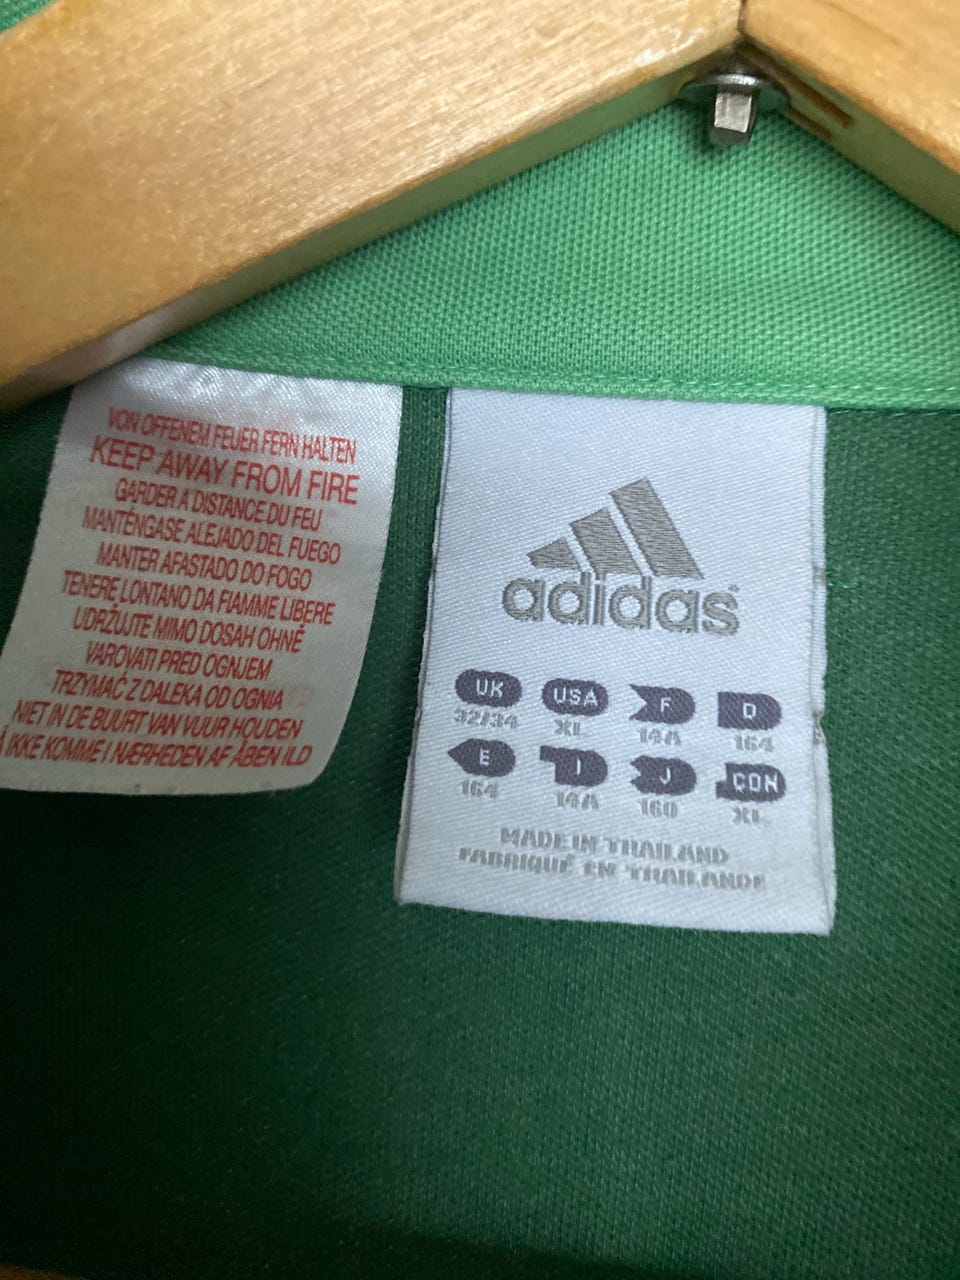 VON OFFENEM FEUER FERN HALTEN
KEEP AWAY FROM FIRE
GARDER A DISTANCE DU FEU
MANTÉNGASE ALEJADO DEL FUEGO
MANTER AFASTADO DO FOGO
TENERE LONTANO DA FIAMME LIBERE
UDRŽUJTE MIMO DOSAH OHNĚ
VAROVATI PRED OGNJEM
TRZYMAĆ Z DALEKA OD OGNIA
NIET IN DE BUURT VAN VUUR HOUDEN
IKKE KOMME I NÆRHEDEN AF ÅBEN ILD
adidas
UK USA F D
32/34 XL 14A 164
E I J CDN
164 14A 160 XL
MADE IN THAILAND
FABRIQUÉ EN THAILANDE